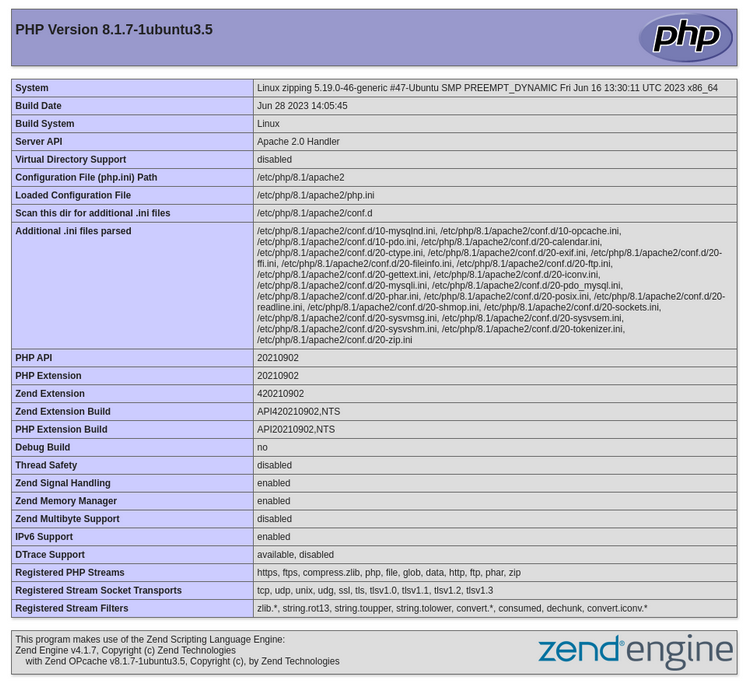 PHP Version 8.1.7-1ubuntu3.5
php
System Linux zipping 5.19.0-46-generic #47-Ubuntu SMP PREEMPT_DYNAMIC Fri Jun 16 13:30:11 UTC 2023 x86_64
Build Date Jun 28 2023 14:05:45
Build System Linux
Server API Apache 2.0 Handler
Virtual Directory Support disabled
Configuration File (php.ini) Path /etc/php/8.1/apache2
Loaded Configuration File /etc/php/8.1/apache2/php.ini
Scan this dir for additional .ini files /etc/php/8.1/apache2/conf.d
Additional .ini files parsed /etc/php/8.1/apache2/conf.d/10-mysqlnd.ini, /etc/php/8.1/apache2/conf.d/10-opcache.ini,
/etc/php/8.1/apache2/conf.d/10-pdo.ini, /etc/php/8.1/apache2/conf.d/20-calendar.ini,
/etc/php/8.1/apache2/conf.d/20-ctype.ini, /etc/php/8.1/apache2/conf.d/20-exif.ini, /etc/php/8.1/apache2/conf.d/20-
ffi.ini, /etc/php/8.1/apache2/conf.d/20-fileinfo.ini, /etc/php/8.1/apache2/conf.d/20-ftp.ini,
/etc/php/8.1/apache2/conf.d/20-gettext.ini, /etc/php/8.1/apache2/conf.d/20-iconv.ini,
/etc/php/8.1/apache2/conf.d/20-mysqli.ini, /etc/php/8.1/apache2/conf.d/20-pdo_mysql.ini,
/etc/php/8.1/apache2/conf.d/20-phar.ini, /etc/php/8.1/apache2/conf.d/20-posix.ini, /etc/php/8.1/apache2/conf.d/20-
readline.ini, /etc/php/8.1/apache2/conf.d/20-shmop.ini, /etc/php/8.1/apache2/conf.d/20-sockets.ini,
/etc/php/8.1/apache2/conf.d/20-sysvmsg.ini, /etc/php/8.1/apache2/conf.d/20-sysvsem.ini,
/etc/php/8.1/apache2/conf.d/20-sysvshm.ini, /etc/php/8.1/apache2/conf.d/20-tokenizer.ini,
/etc/php/8.1/apache2/conf.d/20-zip.ini
PHP API 20210902
PHP Extension 20210902
Zend Extension 420210902
Zend Extension Build API420210902,NTS
PHP Extension Build API20210902,NTS
Debug Build no
Thread Safety disabled
Zend Signal Handling enabled
Zend Memory Manager enabled
Zend Multibyte Support disabled
IPv6 Support enabled
DTrace Support available, disabled
Registered PHP Streams https, ftps, compress.zlib, php, file, glob, data, http, ftp, phar, zip
Registered Stream Socket Transports tcp, udp, unix, udg, ssl, tls, tlsv1.0, tlsv1.1, tlsv1.2, tlsv1.3
Registered Stream Filters zlib.*, string.rot13, string.toupper, string.tolower, convert.*, consumed, dechunk, convert.iconv.*
This program makes use of the Zend Scripting Language Engine:
Zend Engine v4.1.7, Copyright (c) Zend Technologies
with Zend OPcache v8.1.7-1ubuntu3.5, Copyright (c), by Zend Technologies
zend® engine